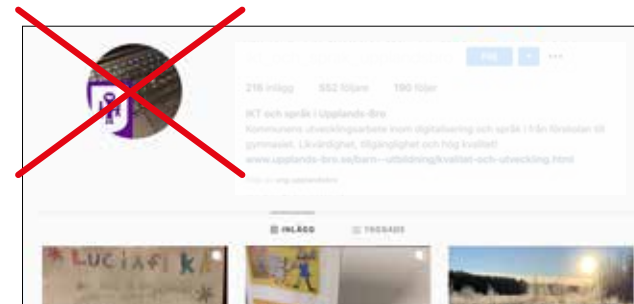 216 inlägg 552 följare 190 följer
IKT och språk i Upplands-Bro
Kommunens utvecklingsarbete inom digitalisering och språk i från förskolan till
gymnasiet. Likvärdighet, tillgänglighet och hög kvalitet!
www.upplands-bro.se/barn--utbildning/kvalitet-och-utveckling.html
INLÄGG TAGGADE
LUCIAFIKA